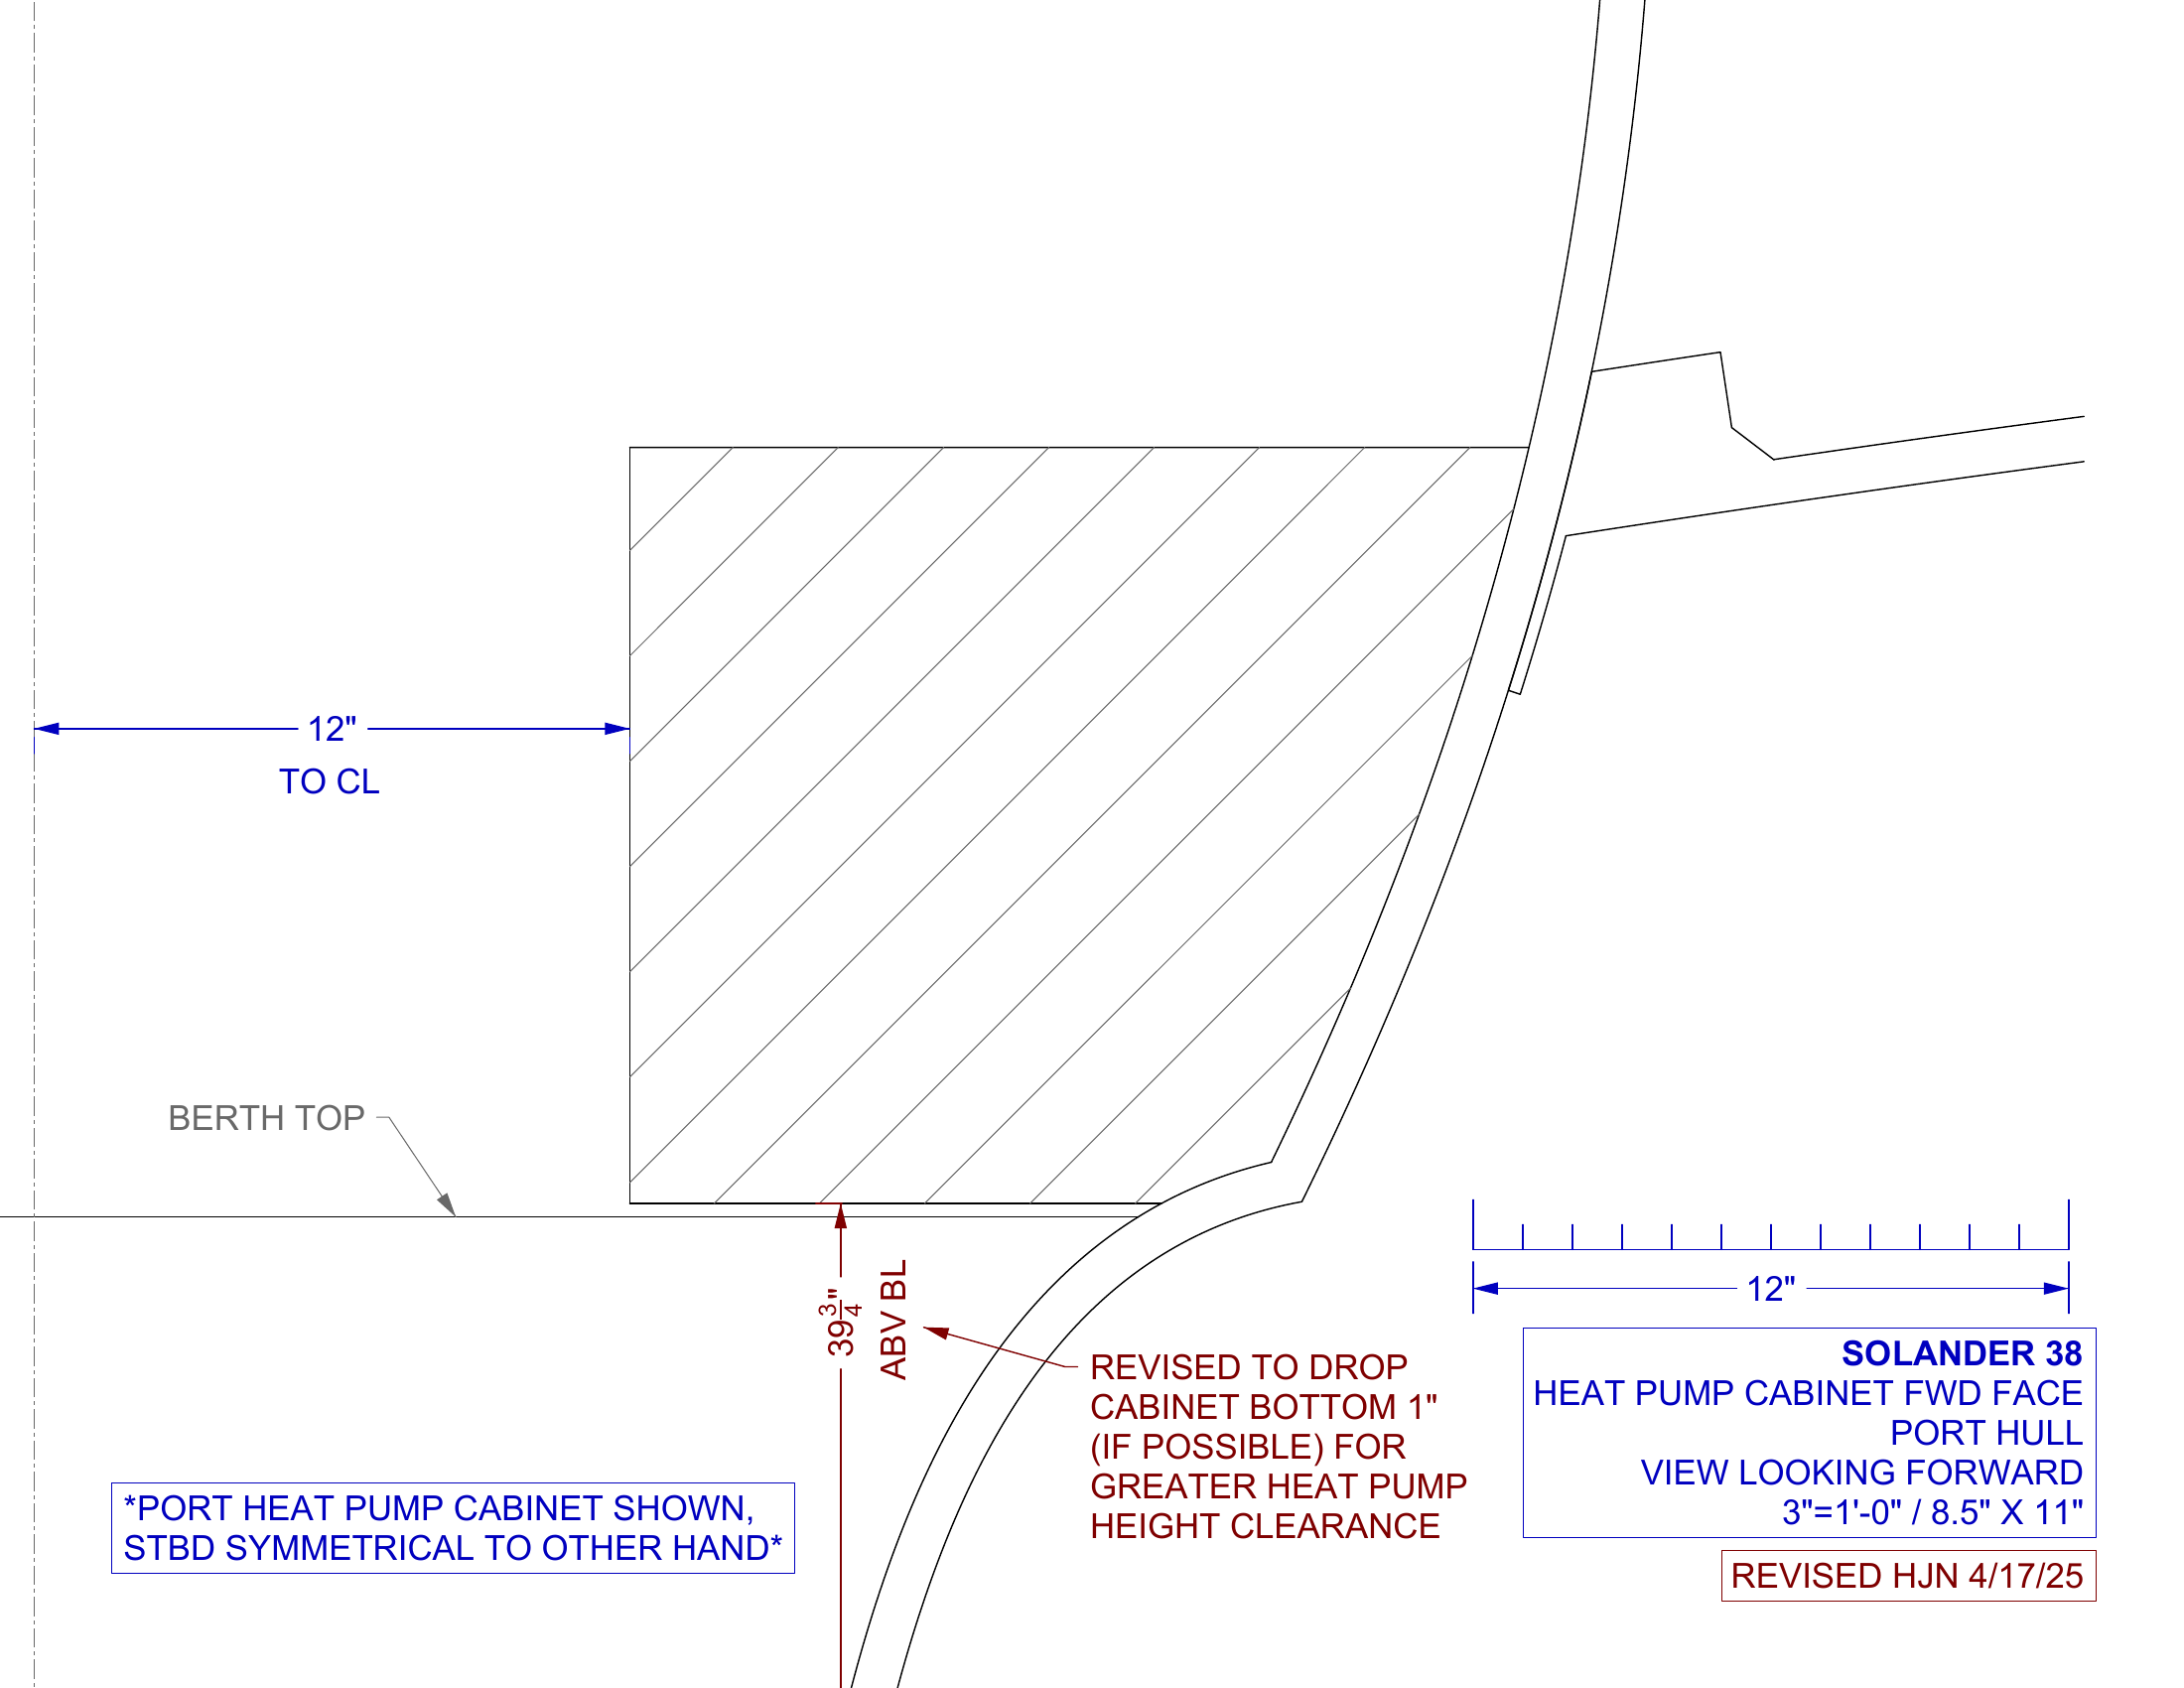 12"
TO CL
BERTH TOP
39 3/4"
ABV BL
REVISED TO DROP
CABINET BOTTOM 1"
(IF POSSIBLE) FOR
GREATER HEAT PUMP
HEIGHT CLEARANCE
12"
SOLANDER 38
HEAT PUMP CABINET FWD FACE
PORT HULL
VIEW LOOKING FORWARD
3"=1'-0" / 8.5" X 11"
REVISED HJN 4/17/25
*PORT HEAT PUMP CABINET SHOWN,
STBD SYMMETRICAL TO OTHER HAND*